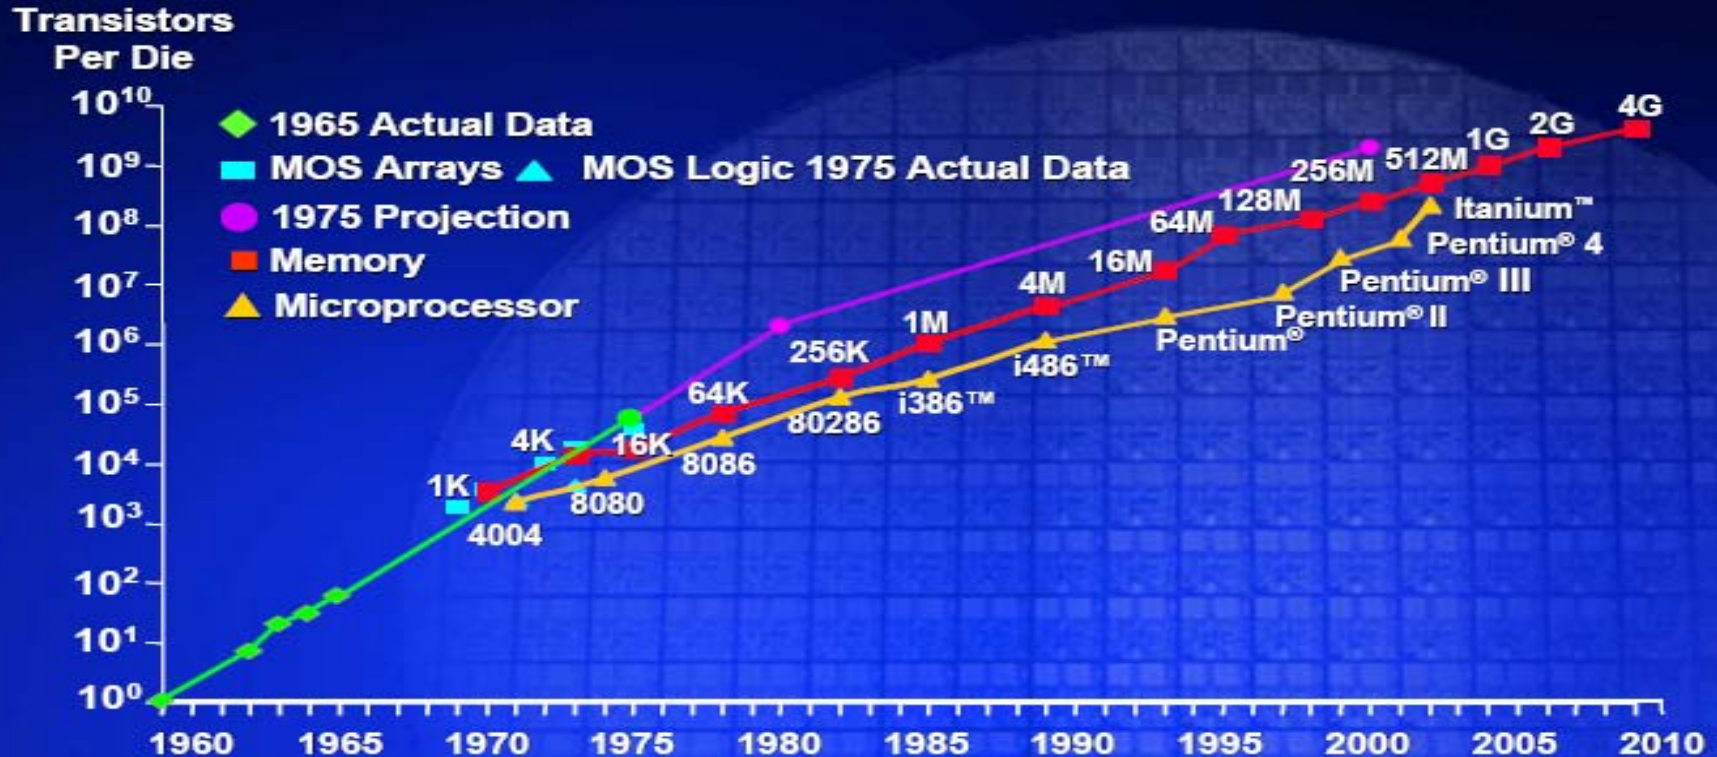 Transistors
Per Die
10¹⁰
10⁹
10⁸
10⁷
10⁶
10⁵
10⁴
10³
10²
10¹
10⁰
1965 Actual Data
MOS Arrays MOS Logic 1975 Actual Data
1975 Projection
Memory
Microprocessor
1K
4K
16K
64K
256K
1M
4M
16M
64M
128M
256M
512M
1G
2G
4G
4004
8080
8086
80286
i386™
i486™
Pentium®
Pentium® II
Pentium® III
Pentium® 4
Itanium™
1960 1965 1970 1975 1980 1985 1990 1995 2000 2005 2010